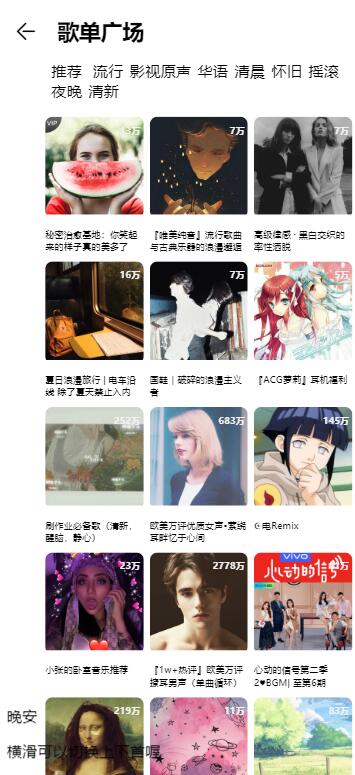 歌单广场
推荐 流行 影视原声 华语 清晨 怀旧 摇滚
夜晚 清新
VIP
3万
7万
7万
秘密治愈基地：你笑起
来的样子真的美多了
『唯美纯音』流行歌曲
与古典乐器的浪漫邂逅
高级律感 · 黑白交织的
率性洒脱
16万
7万
5万
夏日浪漫旅行 | 电车沿
线 除了夏天禁止入内
国蛙 | 破碎的浪漫主义
者
『ACG萝莉』耳机福利
252万
683万
145万
刷作业必备歌（清新，
醒脑，静心）
欧美万评优质女声•萦绕
耳畔忆于心间
电Remix
23万
2778万
vivo
心动的信号
小张的卧室音乐推荐
『1w+热评』欧美万评
撩耳男声（单曲循环）
心动的信号第二季
2♥BGM| 至第6期
219万
11万
83万
晚安
横滑可以切换上下首喔